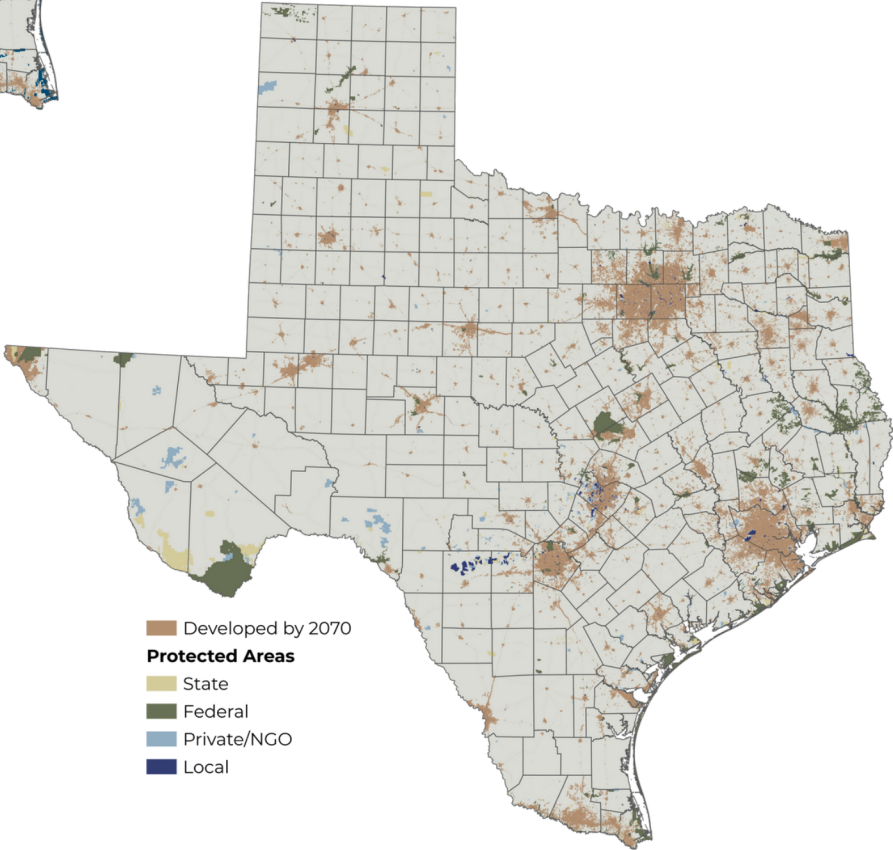 Developed by 2070
Protected Areas
State
Federal
Private/NGO
Local